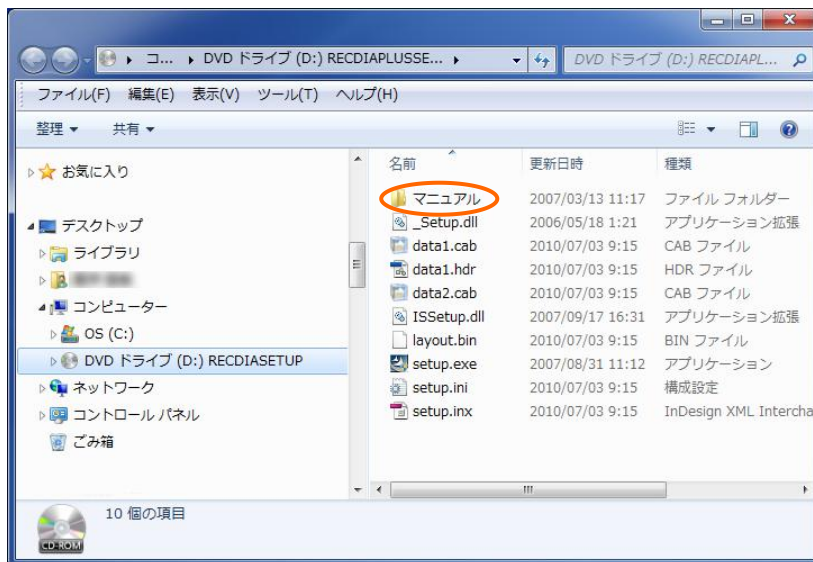 コ... DVD ドライブ (D:) RECDIAPLUSSE... DVD ドライブ (D:) RECDIAPL...
ファイル(F) 編集(E) 表示(V) ツール(T) ヘルプ(H)
整理 共有
お気に入り
デスクトップ
ライブラリ
コンピューター
OS (C:)
DVD ドライブ (D:) RECDIASETUP
ネットワーク
コントロール パネル
ごみ箱
名前 更新日時 種類
マニュアル 2007/03/13 11:17 ファイル フォルダー
_Setup.dll 2006/05/18 1:21 アプリケーション拡張
data1.cab 2010/07/03 9:15 CAB ファイル
data1.hdr 2010/07/03 9:15 HDR ファイル
data2.cab 2010/07/03 9:15 CAB ファイル
ISSetup.dll 2007/09/17 16:31 アプリケーション拡張
layout.bin 2010/07/03 9:15 BIN ファイル
setup.exe 2007/08/31 11:12 アプリケーション
setup.ini 2010/07/03 9:15 構成設定
setup.inx 2010/07/03 9:15 InDesign XML Intercha
10 個の項目
CD-ROM